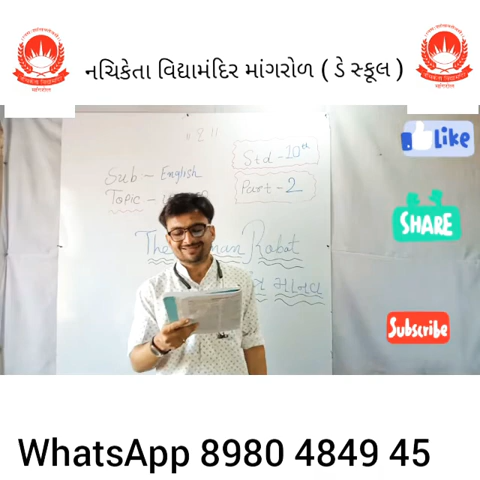 નચિકેતા વિદ્યામંદિર માંગરોળ ( ડે સ્કૂલ )
Std - 10th
Sub ~ English
Part - 2
Topic -
The Human Robat
માનવ
Like
SHARE
Subscribe
WhatsApp 8980 4849 45